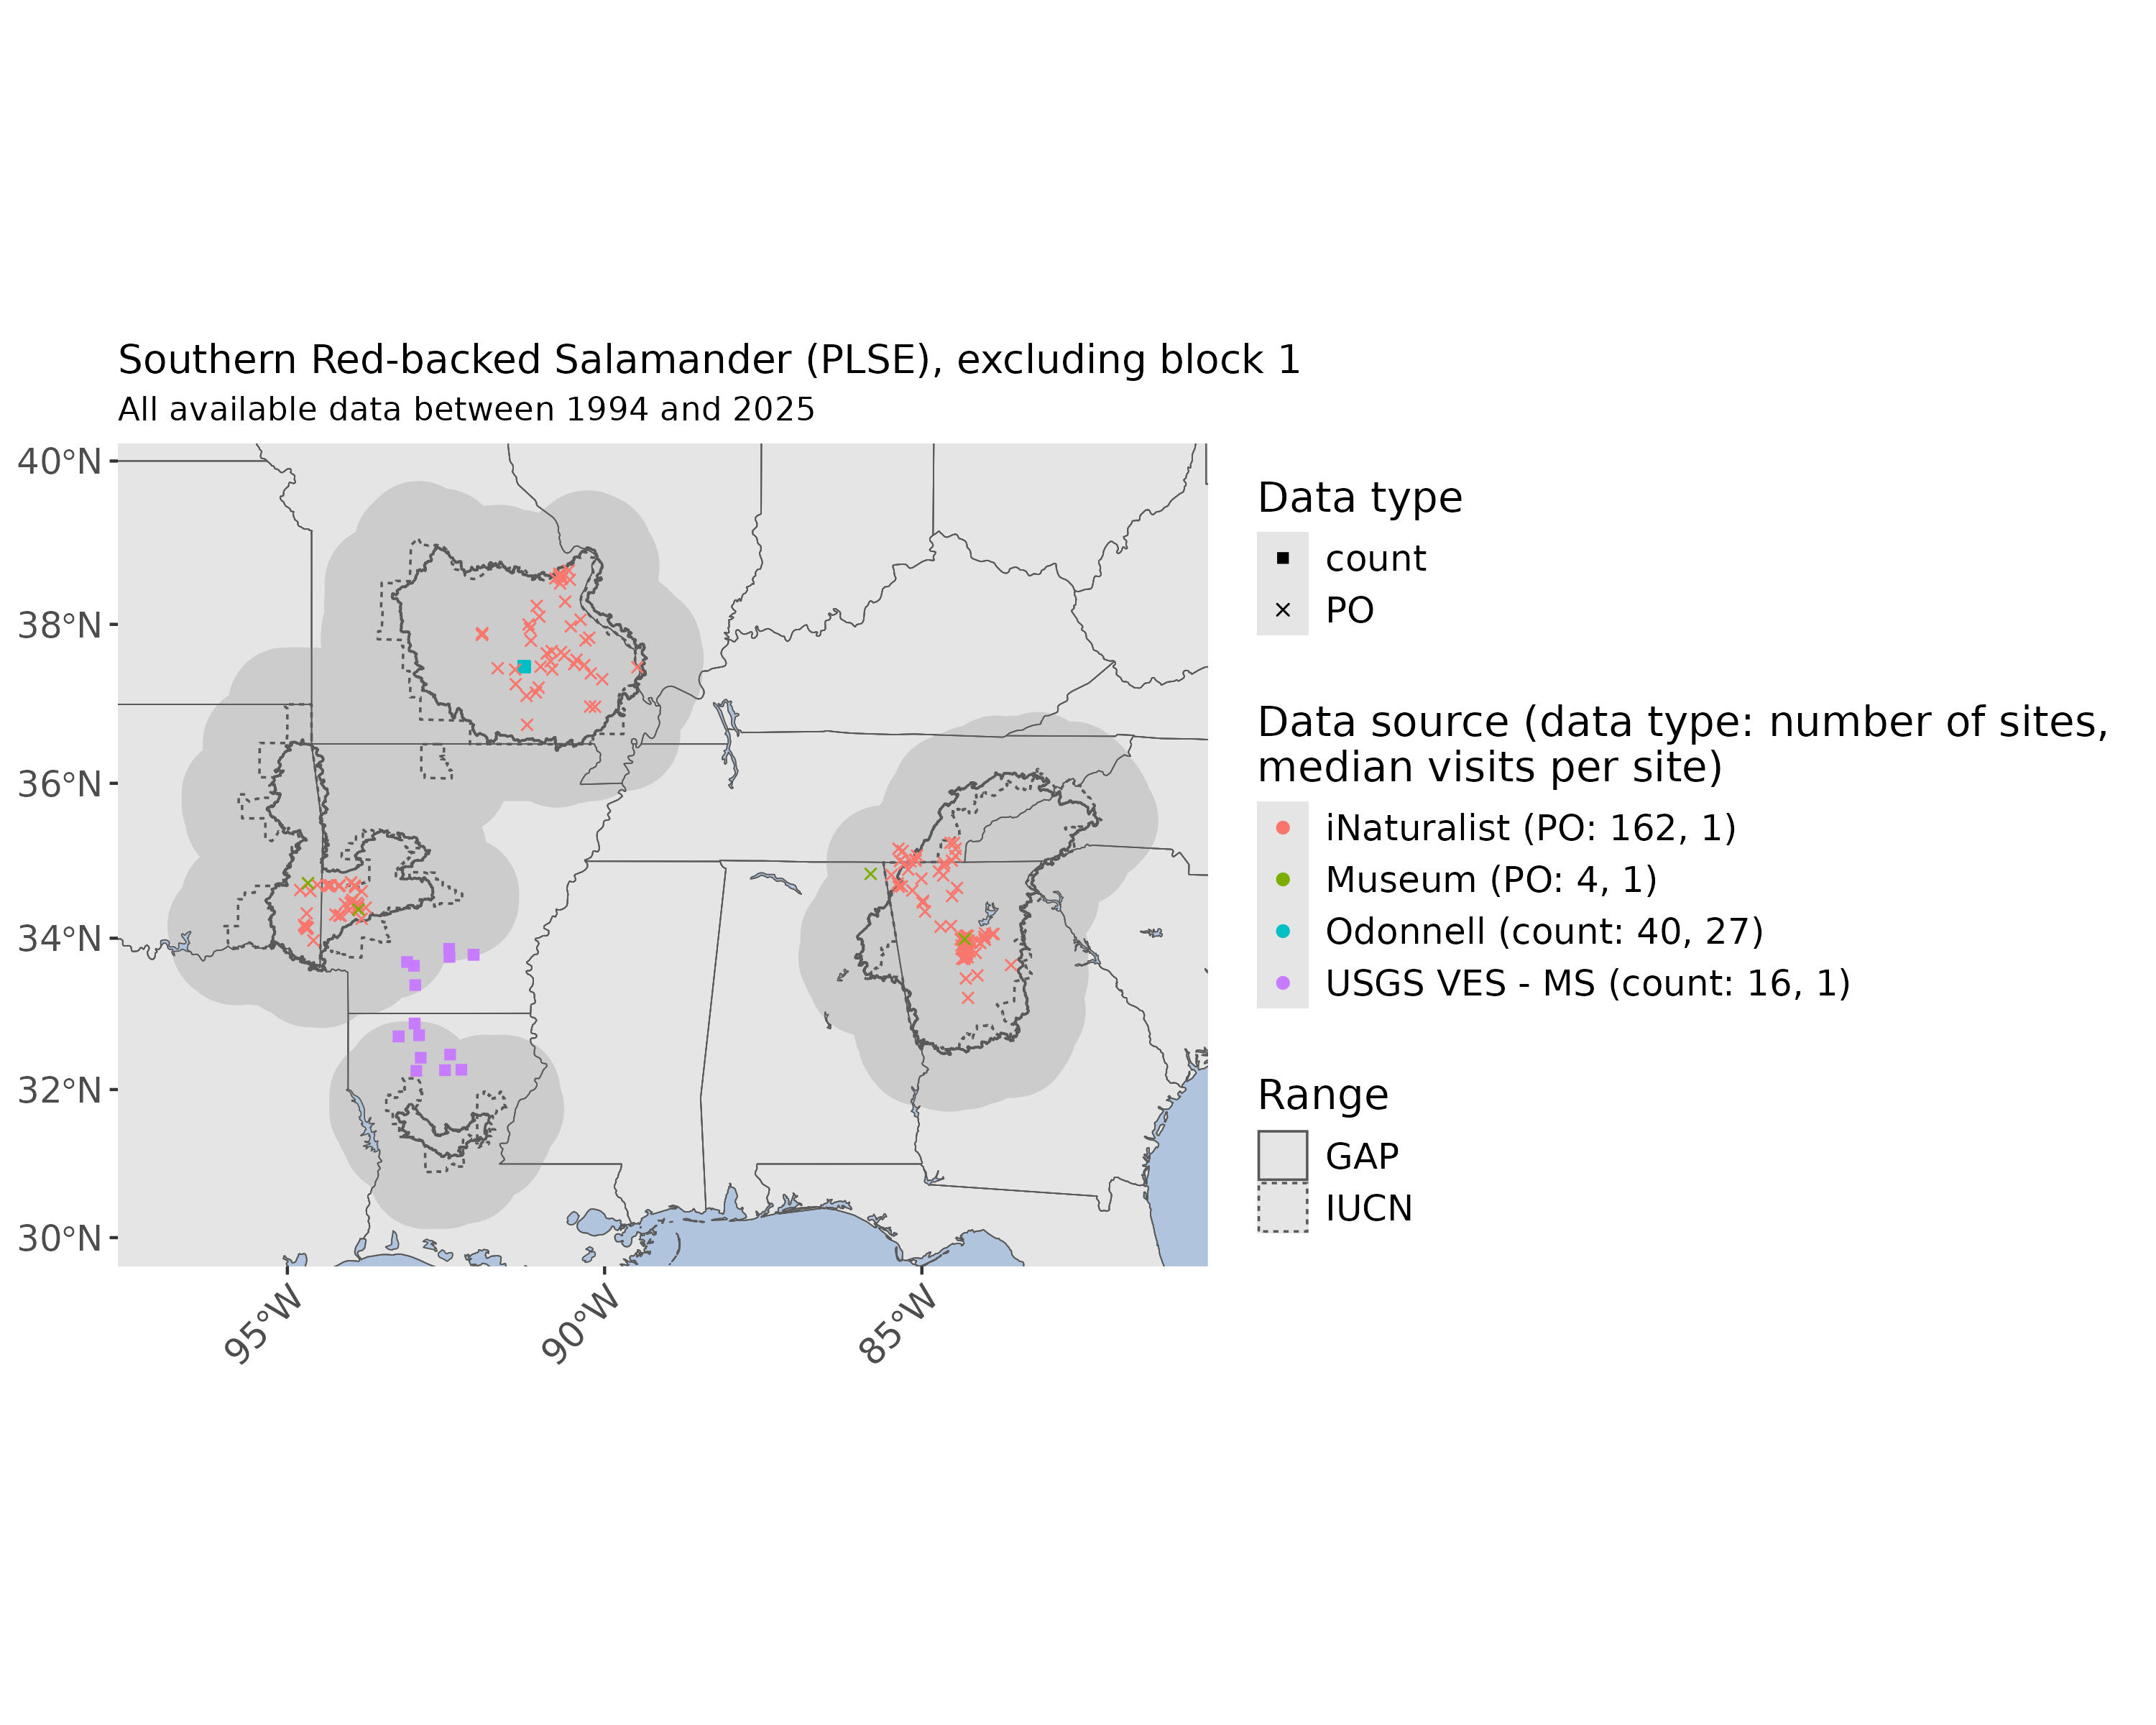 Southern Red-backed Salamander (PLSE), excluding block 1
All available data between 1994 and 2025
40°N
38°N
36°N
34°N
32°N
30°N
95°W
90°W
85°W
Data type
count
PO
Data source (data type: number of sites,
median visits per site)
iNaturalist (PO: 162, 1)
Museum (PO: 4, 1)
Odonnell (count: 40, 27)
USGS VES - MS (count: 16, 1)
Range
GAP
IUCN